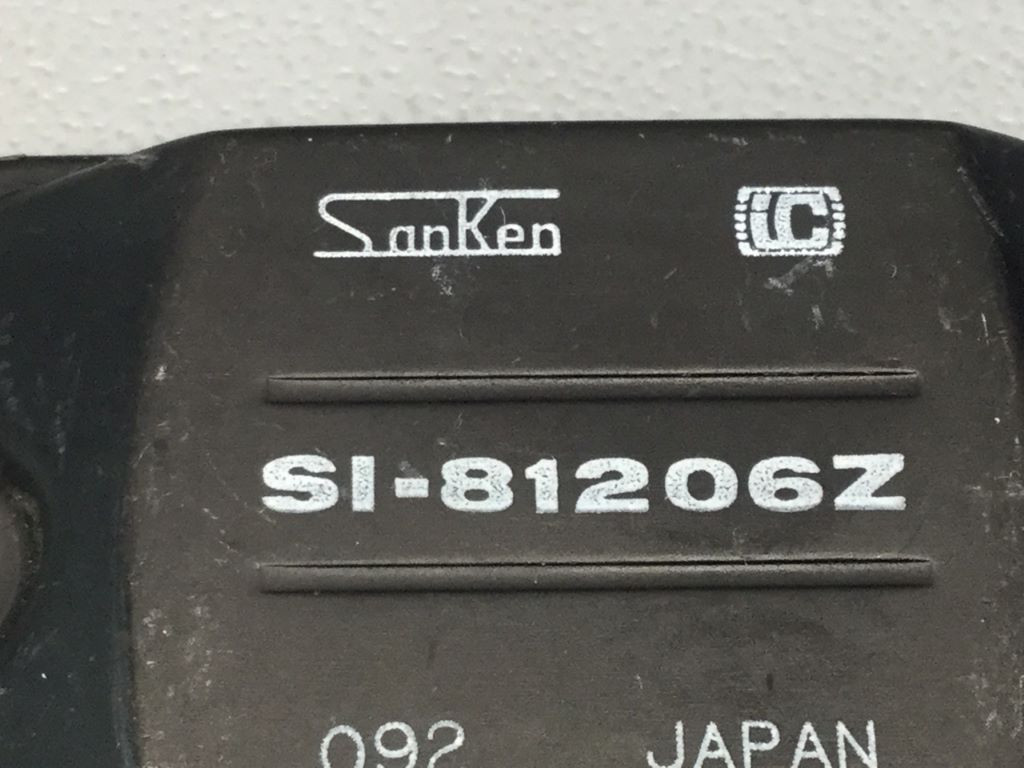 SanKen IC
SI-81206Z
092 JAPAN